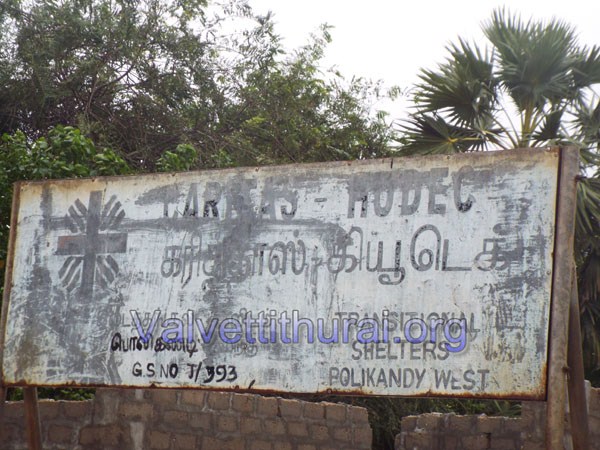 CARITAS - HUDEC
கரிதாஸ்-கியூடெக்
Valvettithurai.org
TRANSITIONAL
SHELTERS
POLIKANDY WEST
பொலிகண்டி
G.S NO J/393